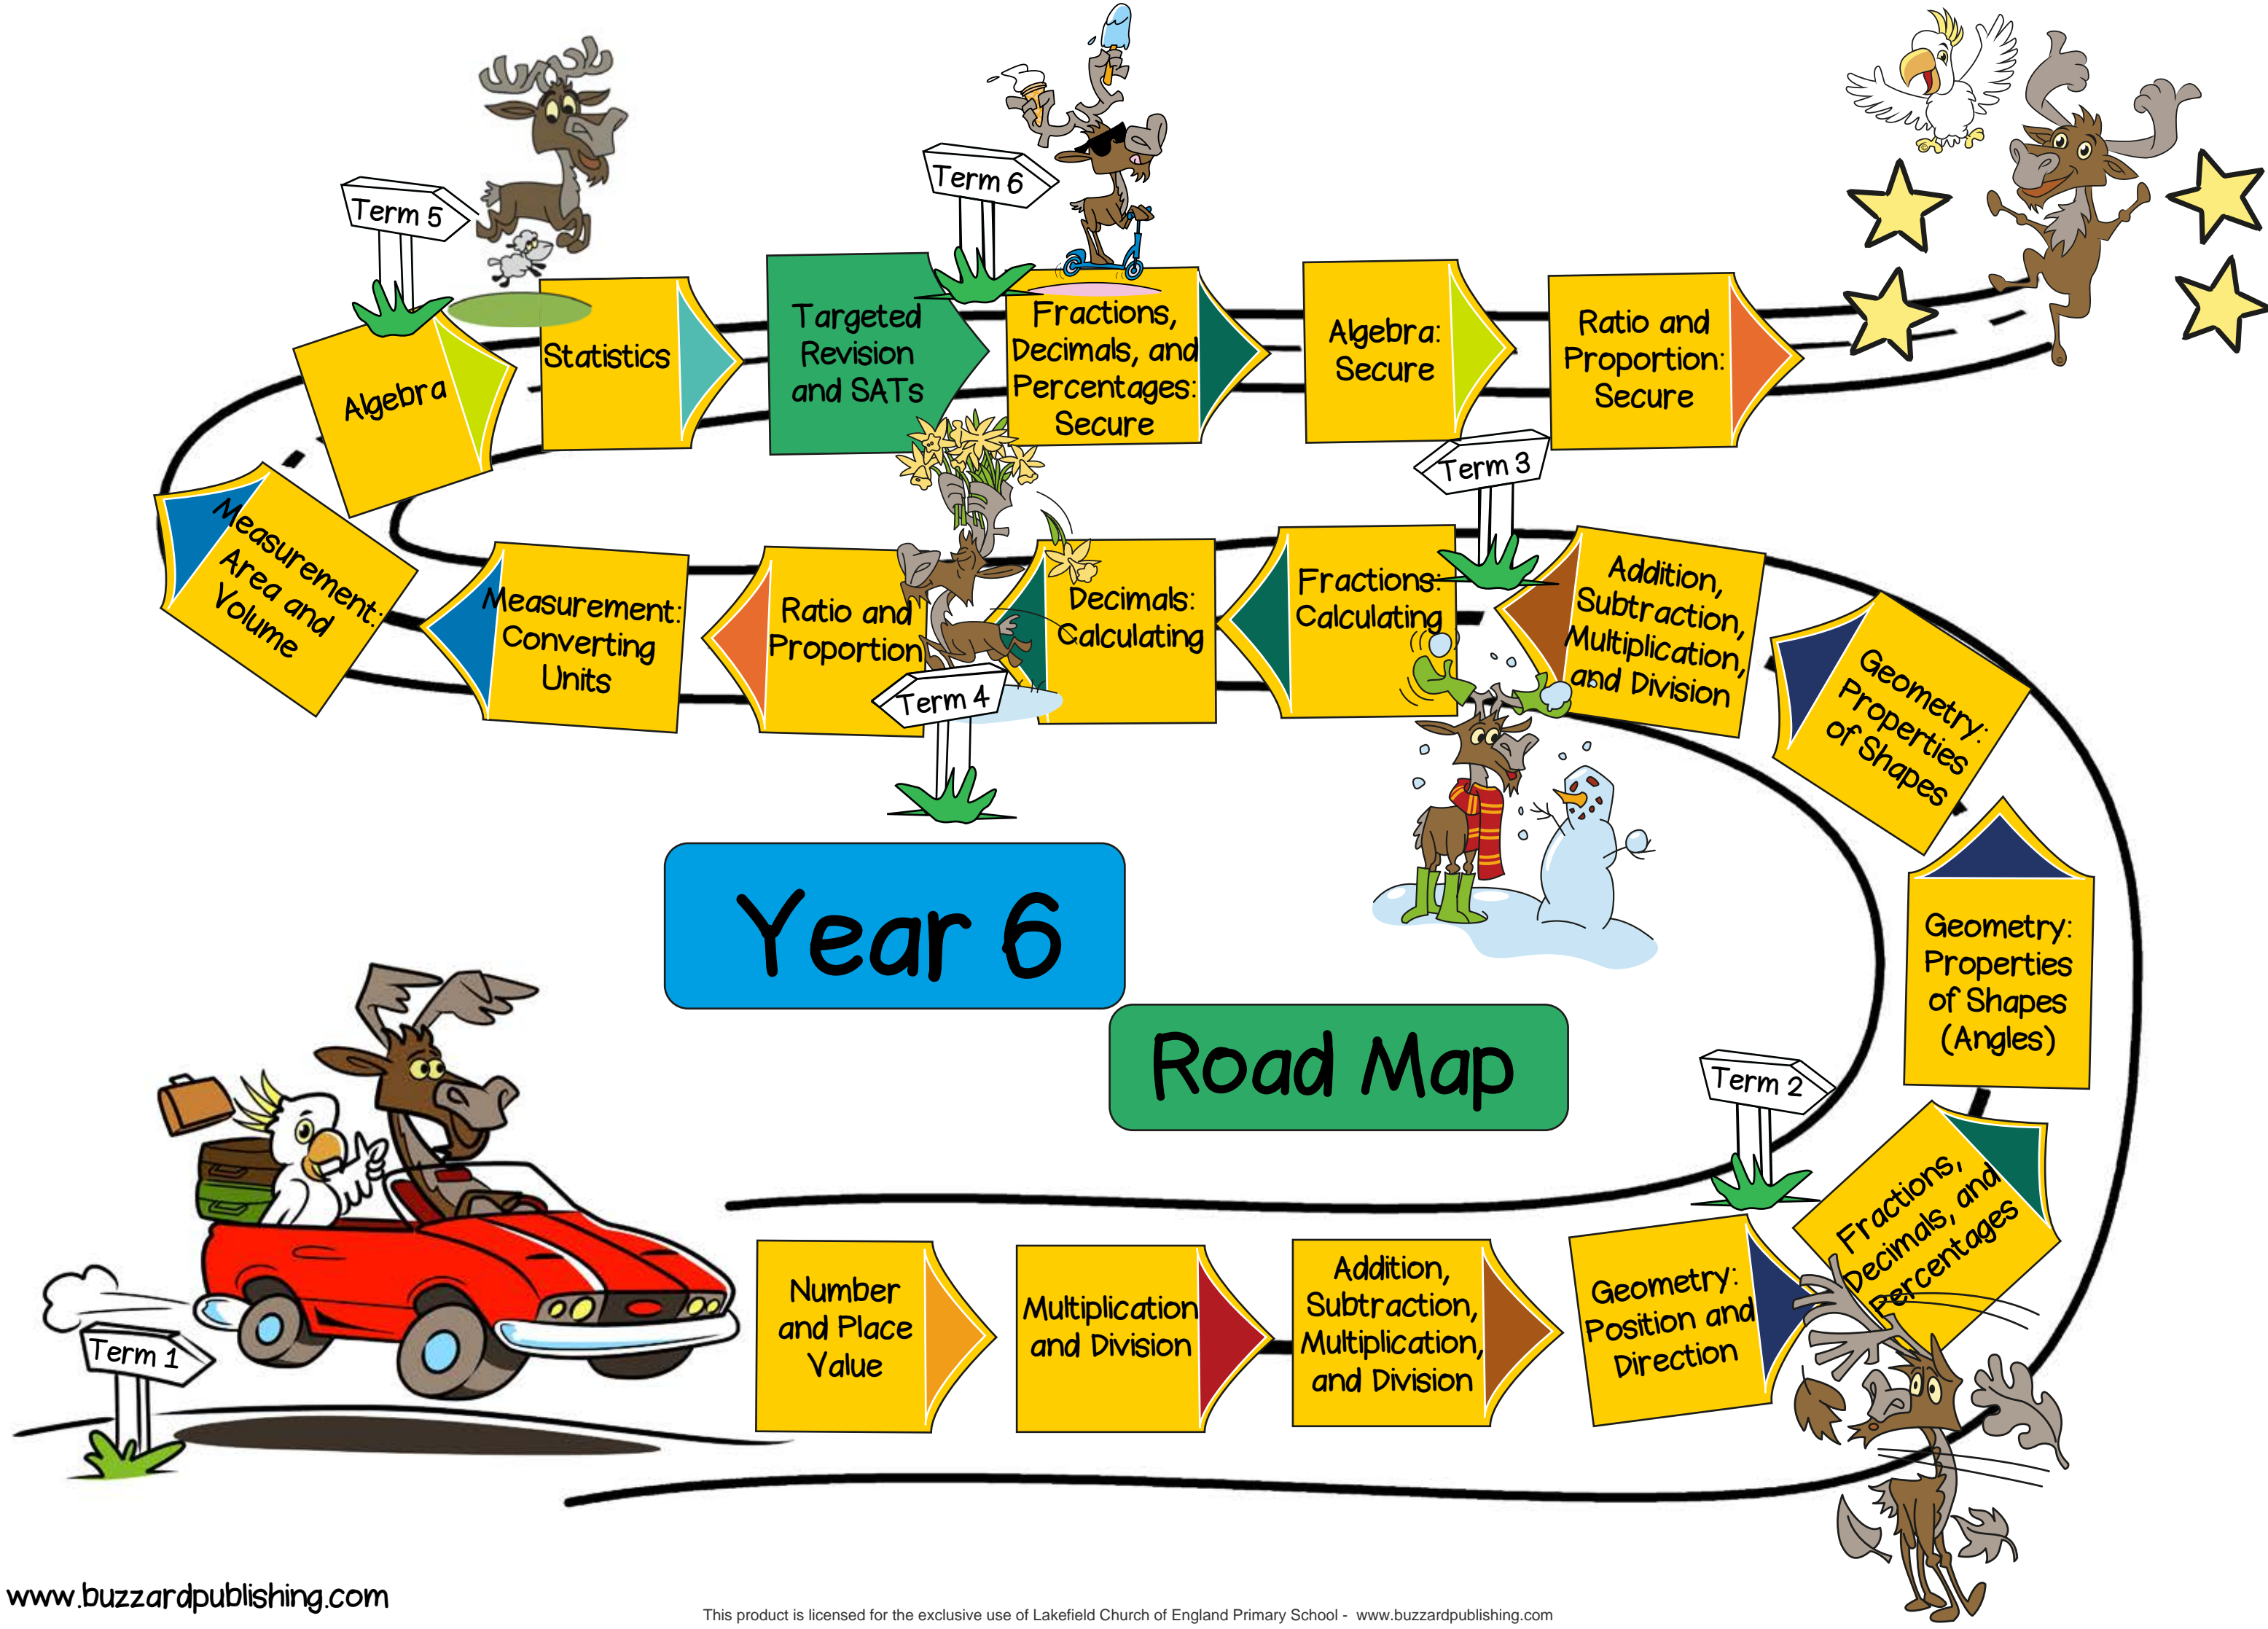 Term 5
Term 6
Algebra
Statistics
Targeted
Revision
and SATs
Fractions,
Decimals, and
Percentages:
Secure
Algebra:
Secure
Ratio and
Proportion:
Secure
Term 3
Measurement:
Area and
Volume
Measurement:
Converting
Units
Ratio and
Proportion
Decimals:
Calculating
Fractions:
Calculating
Addition,
Subtraction,
Multiplication,
and Division
Geometry:
Properties
of Shapes
Term 4
Year 6
Road Map
Geometry:
Properties
of Shapes
(Angles)
Term 2
Fractions,
Decimals, and
Percentages
Term 1
Number
and Place
Value
Multiplication
and Division
Addition,
Subtraction,
Multiplication,
and Division
Geometry:
Position and
Direction
www.buzzardpublishing.com
This product is licensed for the exclusive use of Lakefield Church of England Primary School - www.buzzardpublishing.com